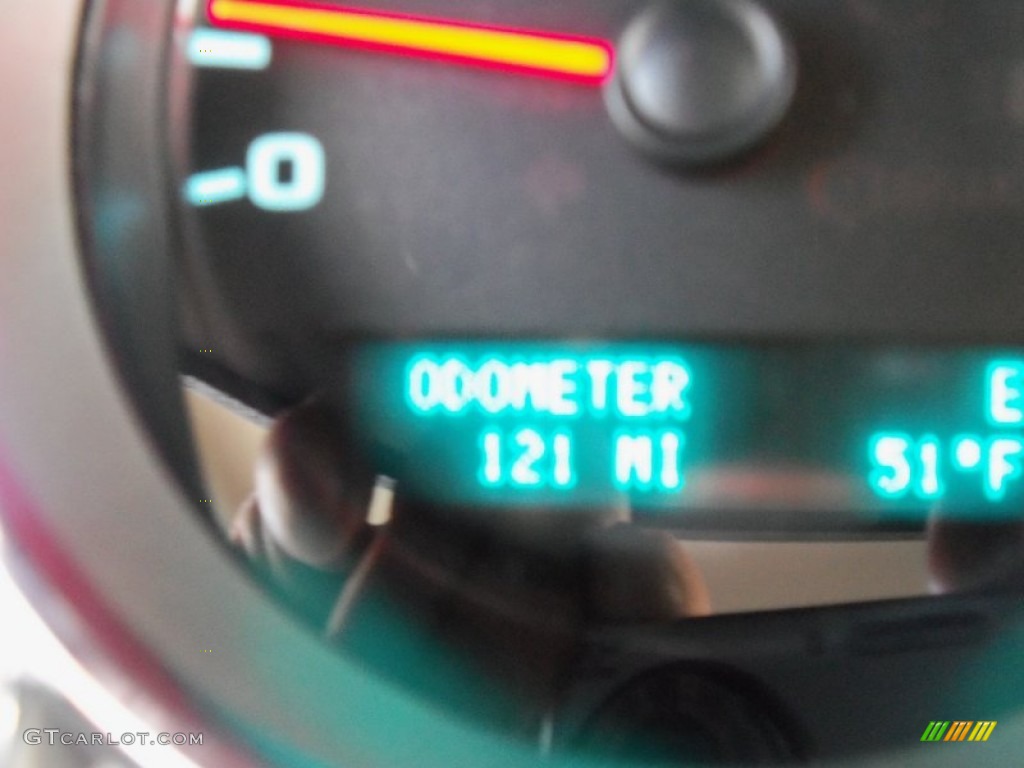 0
ODOMETER E
121 MI 51°F
GTCARLOT.COM